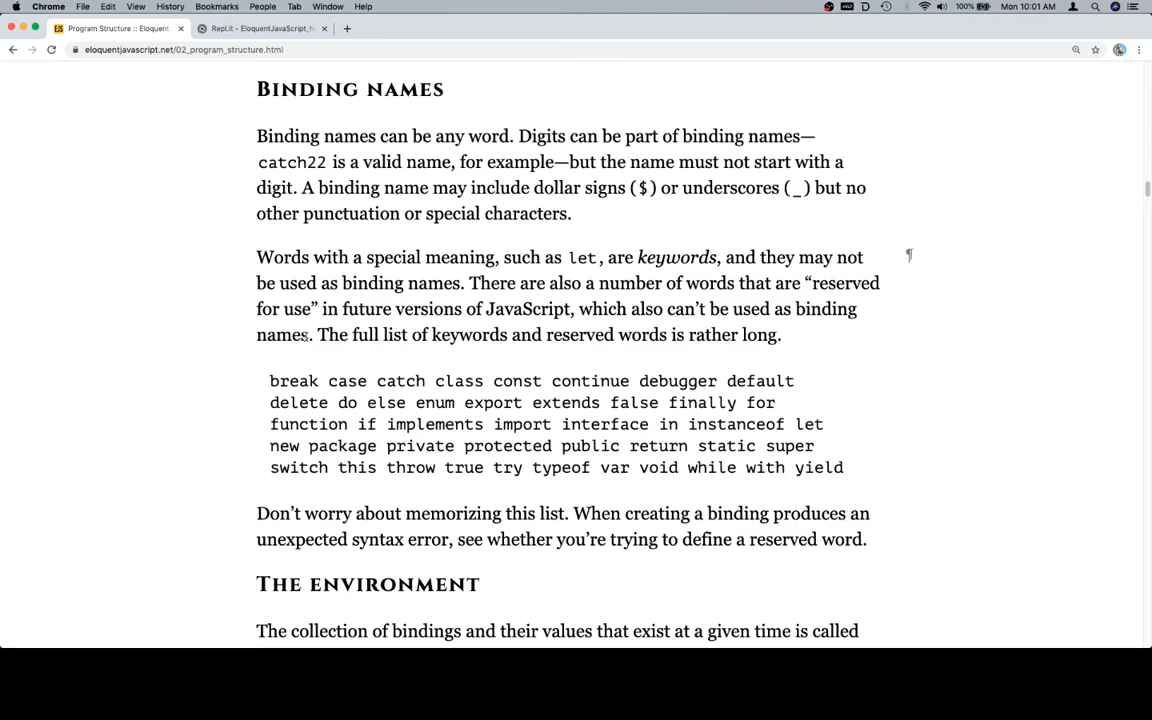 Chrome File Edit View History Bookmarks People Tab Window Help 100% Mon 10:01 AM
Program Structure :: Eloquent × Repl.it - EloquentJavaScript_N × +
eloquentjavascript.net/02_program_structure.html
BINDING NAMES
Binding names can be any word. Digits can be part of binding names—
catch22 is a valid name, for example—but the name must not start with a
digit. A binding name may include dollar signs ($) or underscores (_) but no
other punctuation or special characters.
Words with a special meaning, such as let, are keywords, and they may not ¶
be used as binding names. There are also a number of words that are “reserved
for use” in future versions of JavaScript, which also can’t be used as binding
names. The full list of keywords and reserved words is rather long.
break case catch class const continue debugger default
delete do else enum export extends false finally for
function if implements import interface in instanceof let
new package private protected public return static super
switch this throw true try typeof var void while with yield
Don’t worry about memorizing this list. When creating a binding produces an
unexpected syntax error, see whether you’re trying to define a reserved word.
THE ENVIRONMENT
The collection of bindings and their values that exist at a given time is called